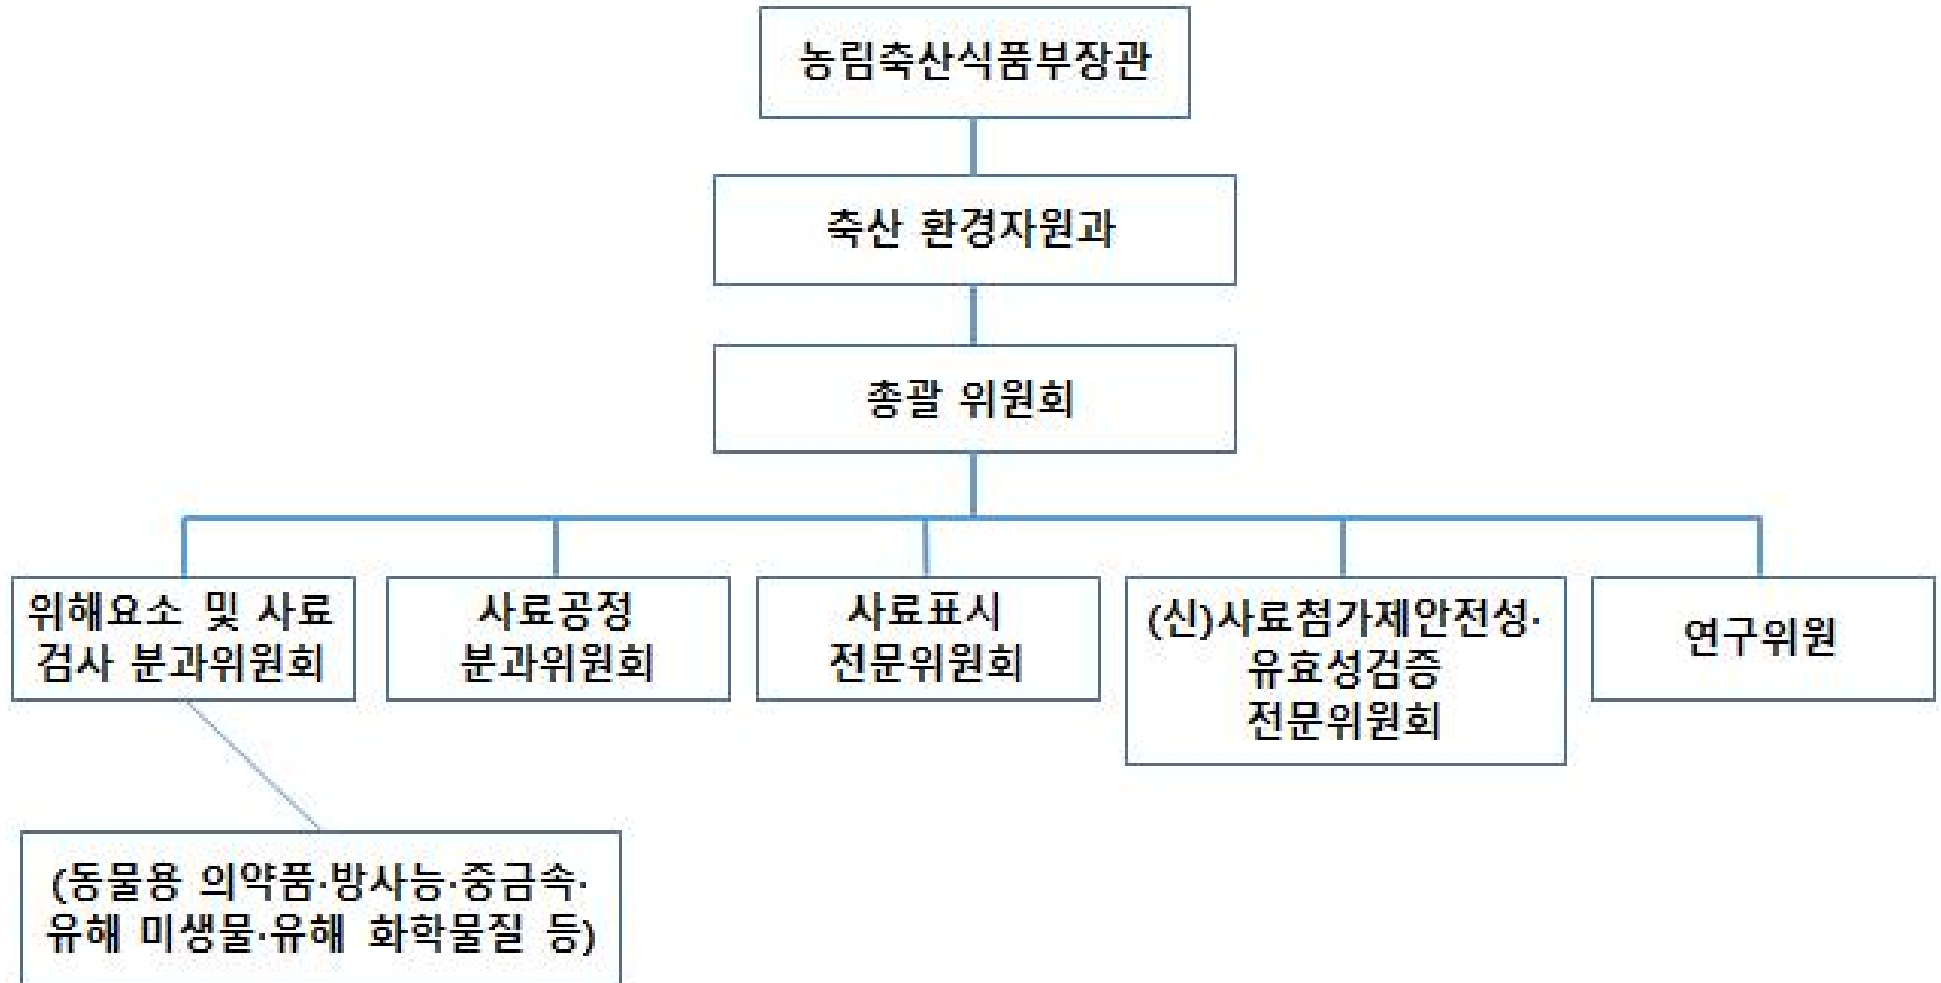 농림축산식품부장관
축산 환경자원과
총괄 위원회
위해요소 및 사료
검사 분과위원회
사료공정
분과위원회
사료표시
전문위원회
(신)사료첨가제안전성·
유효성검증
전문위원회
연구위원
(동물용 의약품·방사능·중금속·
유해 미생물·유해 화학물질 등)